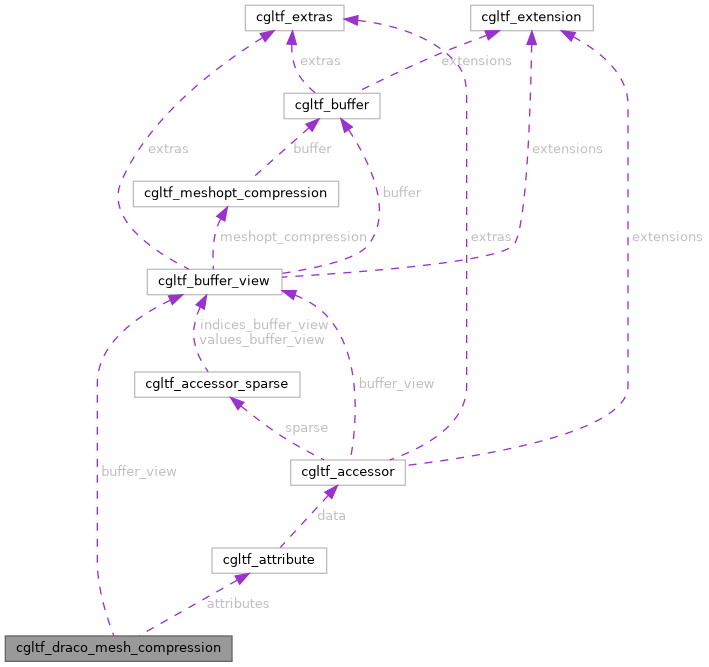 cgltf_extras
cgltf_extension
extras
extensions
cgltf_buffer
extras
buffer
extensions
cgltf_meshopt_compression
buffer
meshopt_compression
extras
extensions
cgltf_buffer_view
indices_buffer_view
values_buffer_view
cgltf_accessor_sparse
buffer_view
sparse
buffer_view
cgltf_accessor
data
cgltf_attribute
attributes
cgltf_draco_mesh_compression